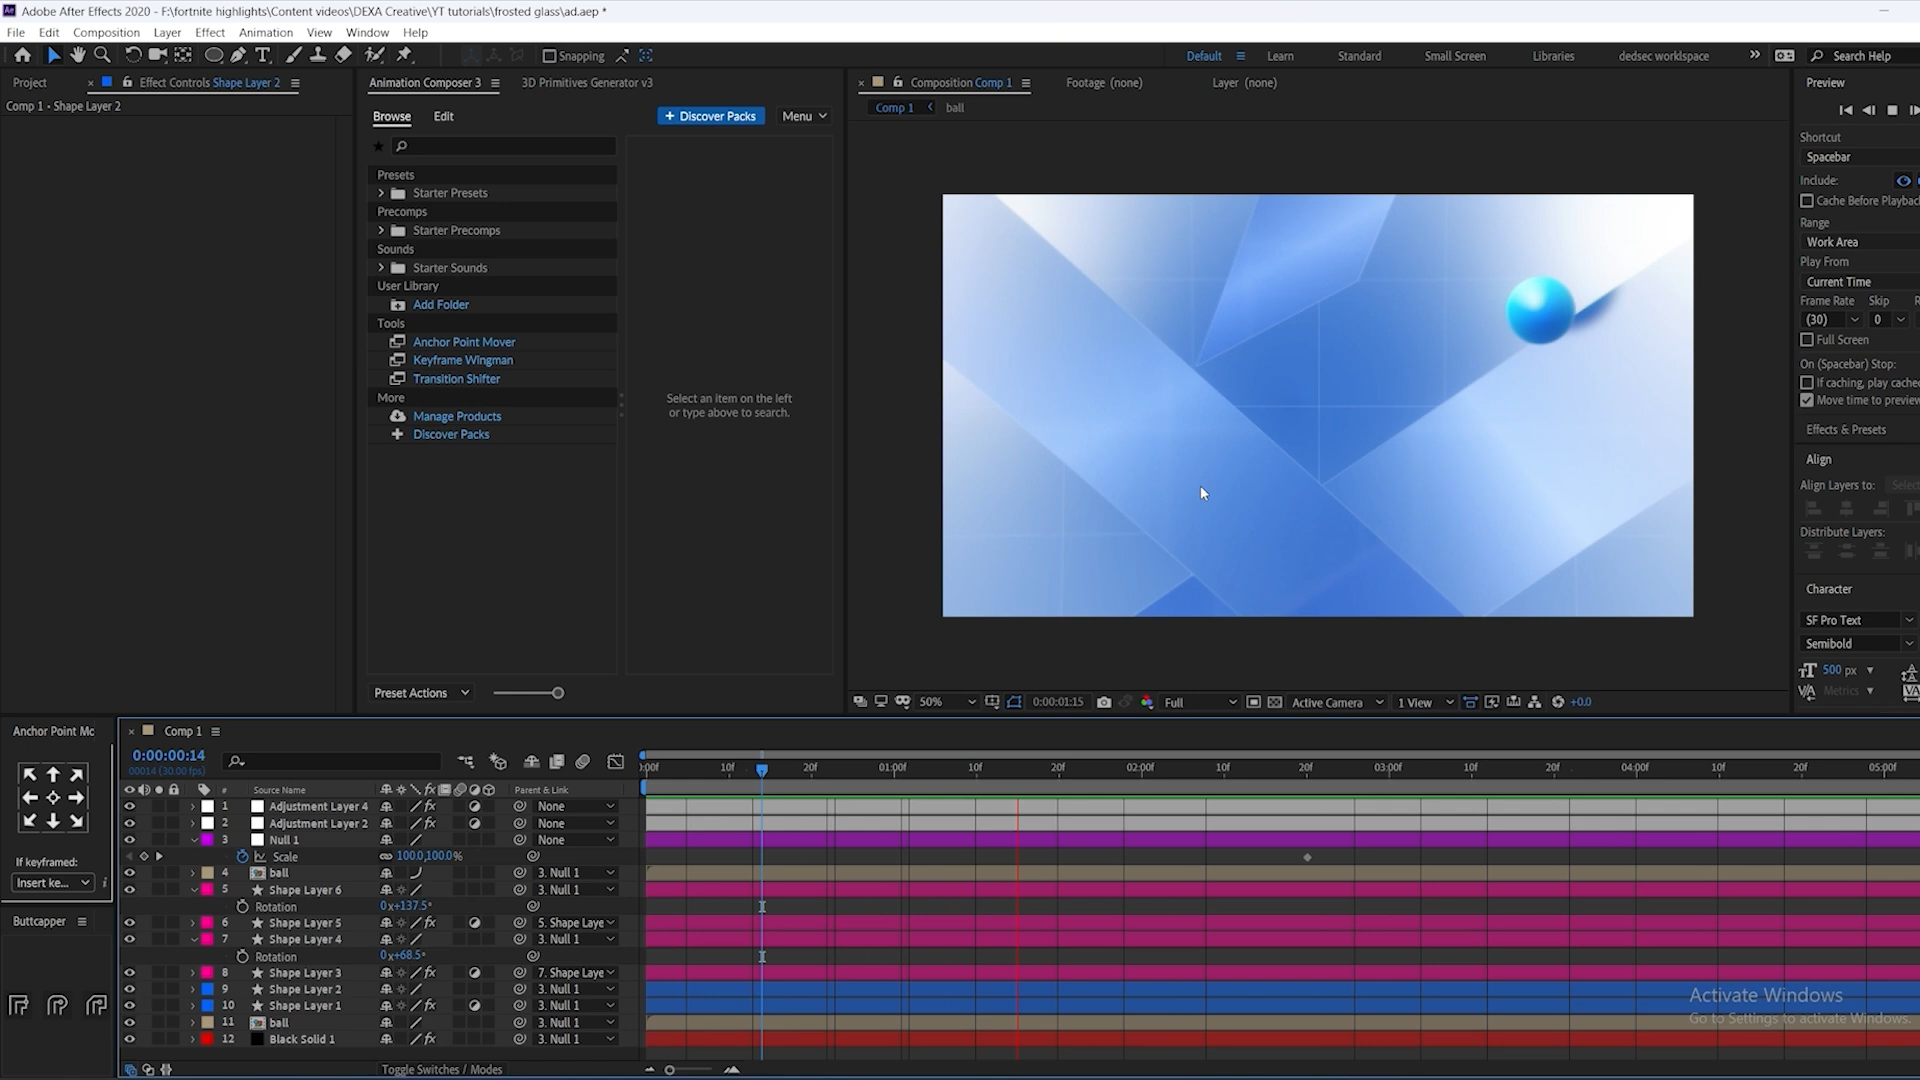 Adobe After Effects 2020 - F:\fortnite highlights\Content videos\DEXA Creative\YT tutorials\frosted glass\ad.aep *
File Edit Composition Layer Effect Animation View Window Help
Snapping
Default Learn Standard Small Screen Libraries dedsec workspace Search Help
Project Effect Controls Shape Layer 2
Comp 1 • Shape Layer 2
Animation Composer 3 3D Primitives Generator v3
Browse Edit + Discover Packs Menu
Presets
Starter Presets
Precomps
Starter Precomps
Sounds
Starter Sounds
User Library
Add Folder
Tools
Anchor Point Mover
Keyframe Wingman
Transition Shifter
More
Manage Products
Discover Packs
Select an item on the left
or type above to search.
Preset Actions
Composition Comp 1 Footage (none) Layer (none)
Comp 1 ball
50% 0:00:01:15 Full Active Camera 1 View +0.0
Preview
Shortcut
Spacebar
Include:
Cache Before Playbac
Range
Work Area
Play From
Current Time
Frame Rate Skip R
(30) 0
Full Screen
On (Spacebar) Stop:
If caching, play cache
Move time to preview
Effects & Presets
Align
Align Layers to: Selec
Distribute Layers:
Character
SF Pro Text
Semibold
500 px
Metrics
Anchor Point Mc
If keyframed:
Insert ke...
Buttcapper
Comp 1
0:00:00:14
00014 (30.00 fps)
:00f 10f 20f 01:00f 10f 20f 02:00f 10f 20f 03:00f 10f 20f 04:00f 10f 20f 05:00f
# Source Name Parent & Link
1 Adjustment Layer 4 None
2 Adjustment Layer 2 None
3 Null 1 None
Scale 100.0,100.0%
4 ball 3. Null 1
5 Shape Layer 6 3. Null 1
Rotation 0x+137.5°
6 Shape Layer 5 5. Shape Laye
7 Shape Layer 4 3. Null 1
Rotation 0x+68.5°
8 Shape Layer 3 7. Shape Laye
9 Shape Layer 2 3. Null 1
10 Shape Layer 1 3. Null 1
11 ball 3. Null 1
12 Black Solid 1 3. Null 1
Toggle Switches / Modes
Activate Windows
Go to Settings to activate Windows.